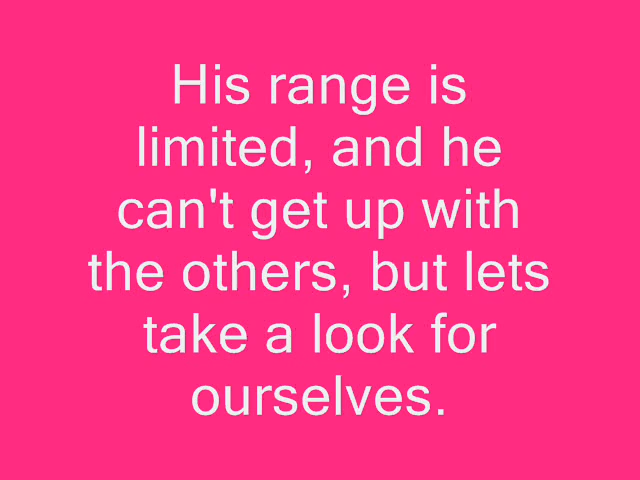 His range is
limited, and he
can't get up with
the others, but lets
take a look for
ourselves.